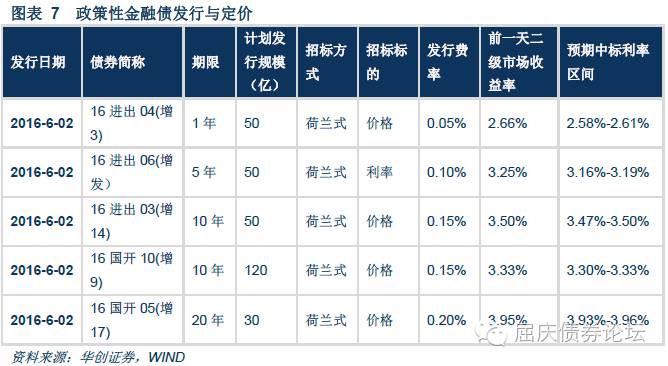 图表 7 政策性金融债发行与定价
发行日期 债券简称 期限 计划发行规模（亿） 招标方式 招标标的 发行费率 前一天二级市场收益率 预期中标利率区间
2016-6-02 16 进出 04(增3) 1 年 50 荷兰式 价格 0.05% 2.66% 2.58%-2.61%
2016-6-02 16 进出 06(增发） 5 年 50 荷兰式 利率 0.10% 3.25% 3.16%-3.19%
2016-6-02 16 进出 03(增14) 10 年 50 荷兰式 价格 0.15% 3.50% 3.47%-3.50%
2016-6-02 16 国开 10(增9) 10 年 120 荷兰式 价格 0.15% 3.33% 3.30%-3.33%
2016-6-02 16 国开 05(增17) 20 年 30 荷兰式 价格 0.20% 3.95% 3.93%-3.96%
屈庆债券论坛
资料来源：华创证券，WIND